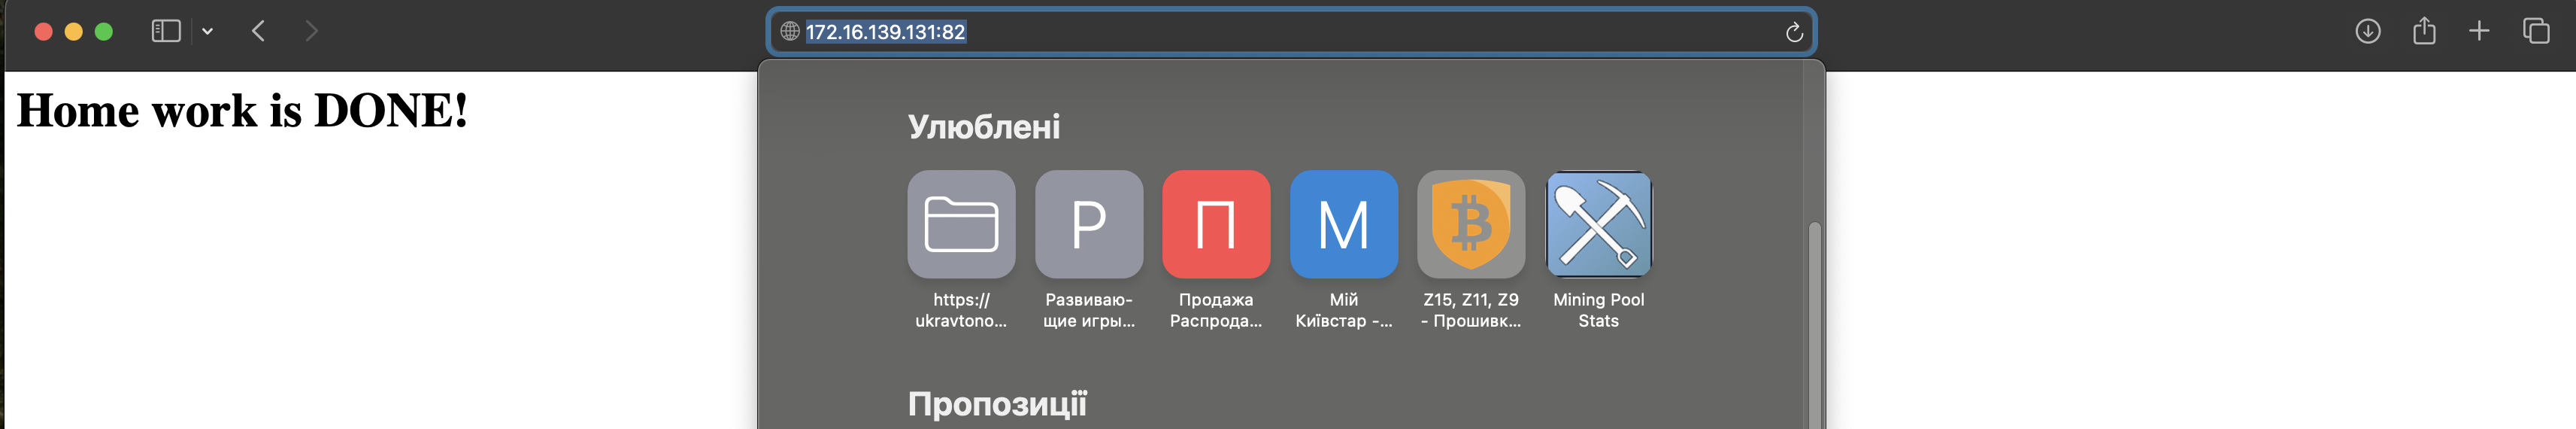 172.16.139.131:82
Home work is DONE!
Улюблені
Р
П
М
https://
ukravtono...
Развиваю-
щие игры...
Продажа
Распрода...
Мій
Київстар -...
Z15, Z11, Z9
- Прошивк...
Mining Pool
Stats
Пропозиції